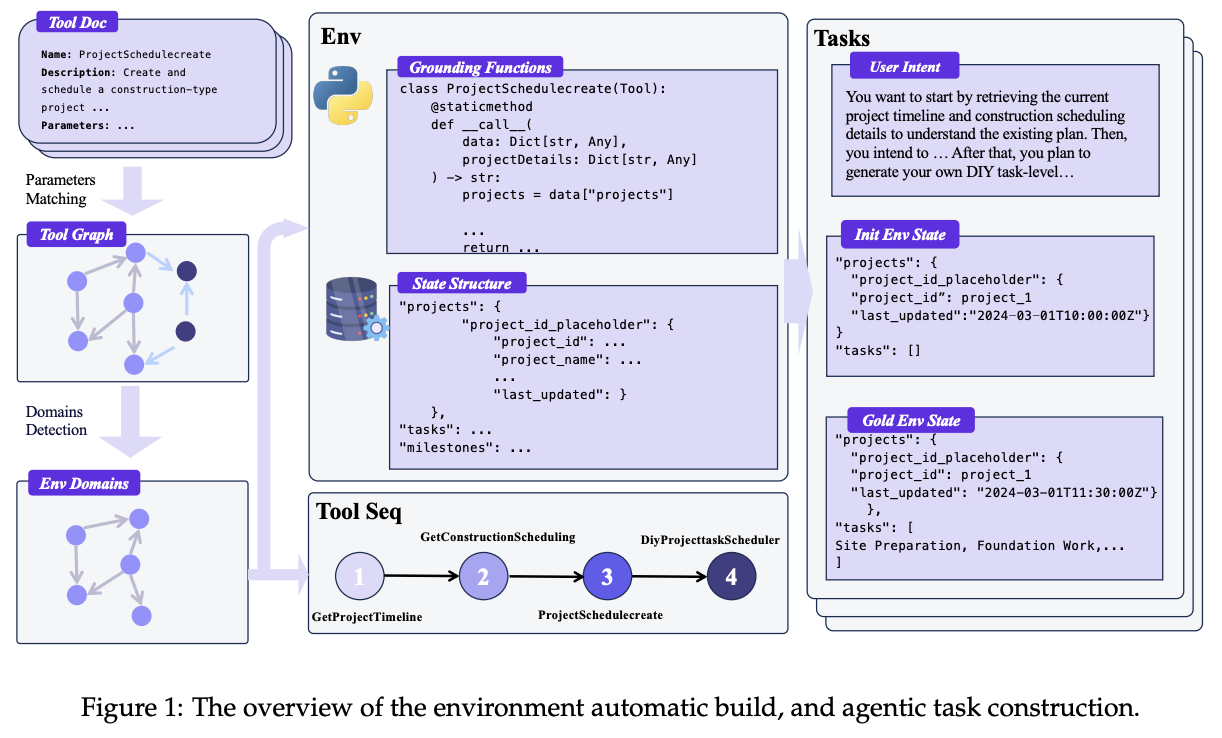 Tool Doc
Name: ProjectSchedulecreate
Description: Create and
schedule a construction-type
project ...
Parameters: ...
Parameters
Matching
Tool Graph
Domains
Detection
Env Domains
Env
Grounding Functions
class ProjectSchedulecreate(Tool):
@staticmethod
def __call__(
data: Dict[str, Any],
projectDetails: Dict[str, Any]
) -> str:
projects = data["projects"]
...
return ...
State Structure
"projects": {
"project_id_placeholder": {
"project_id": ...
"project_name": ...
...
"last_updated": }
},
"tasks": ...
"milestones": ...
Tool Seq
GetConstructionScheduling
DiyProjecttaskScheduler
1
2
3
4
GetProjectTimeline
ProjectSchedulecreate
Tasks
User Intent
You want to start by retrieving the current
project timeline and construction scheduling
details to understand the existing plan. Then,
you intend to … After that, you plan to
generate your own DIY task-level…
Init Env State
"projects": {
"project_id_placeholder": {
"project_id”: project_1
"last_updated":"2024-03-01T10:00:00Z"}
}
"tasks": []
Gold Env State
"projects": {
"project_id_placeholder": {
"project_id": project_1
"last_updated": "2024-03-01T11:30:00Z"}
},
"tasks": [
Site Preparation, Foundation Work,...
]
Figure 1: The overview of the environment automatic build, and agentic task construction.